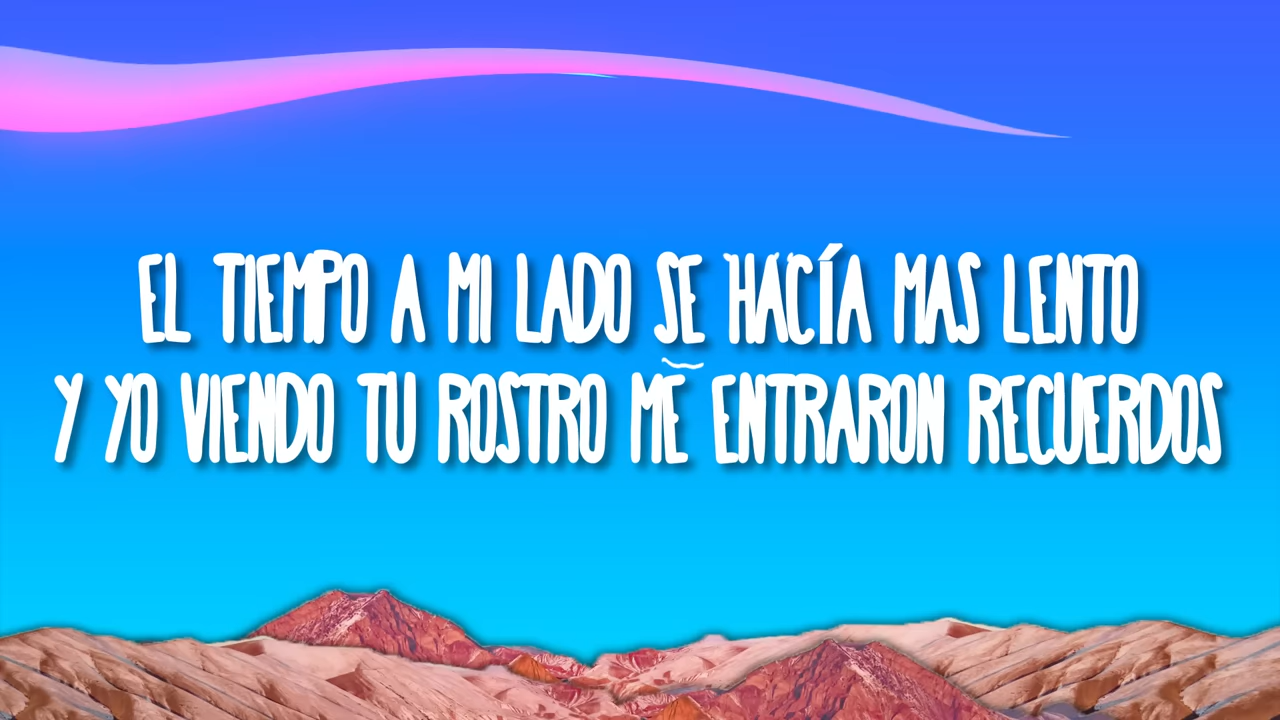 EL TIEMPO A MI LADO SE HACÍA MAS LENTO
Y YO VIENDO TU ROSTRO ME ENTRARON RECUERDOS